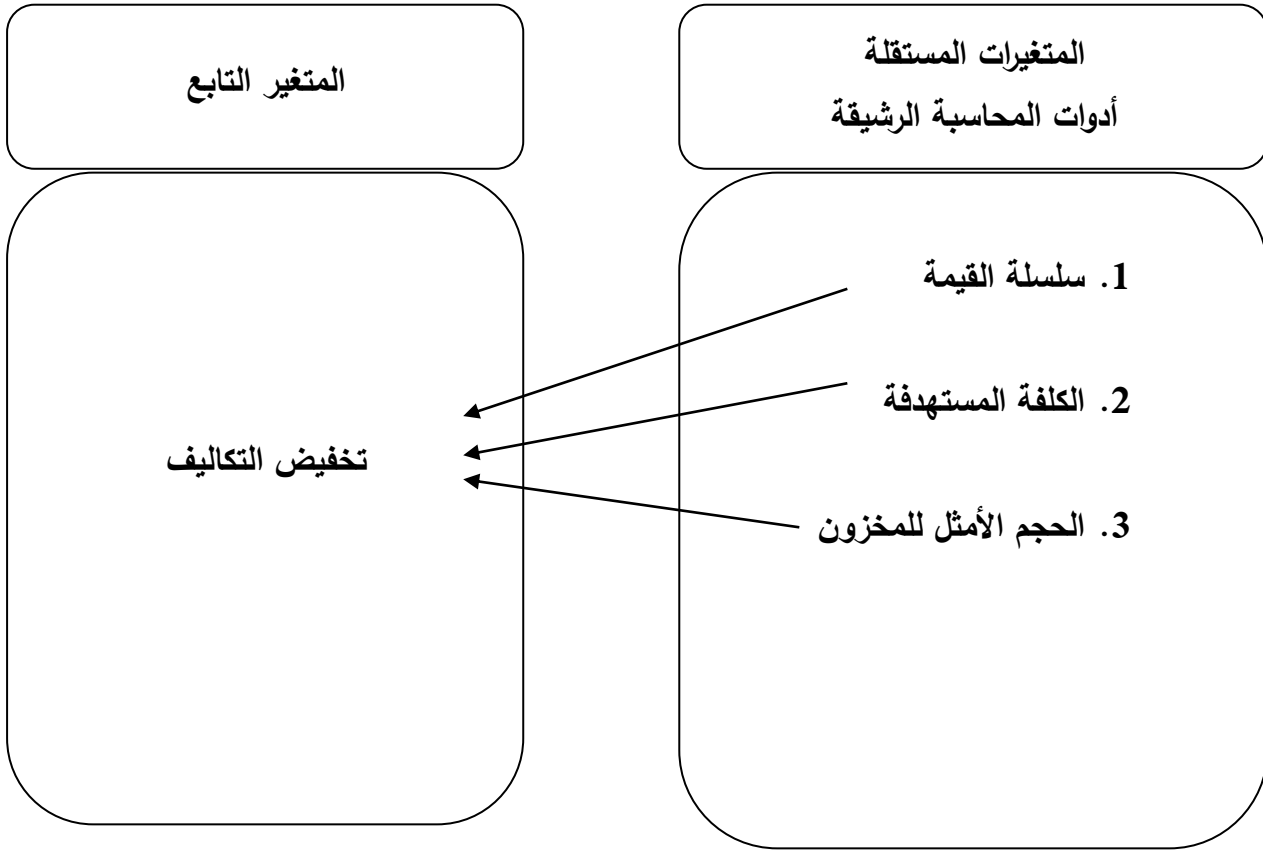 المتغيرات المستقلة
أدوات المحاسبة الرشيقة
المتغير التابع
1. سلسلة القيمة
2. الكلفة المستهدفة
3. الحجم الأمثل للمخزون
تخفيض التكاليف